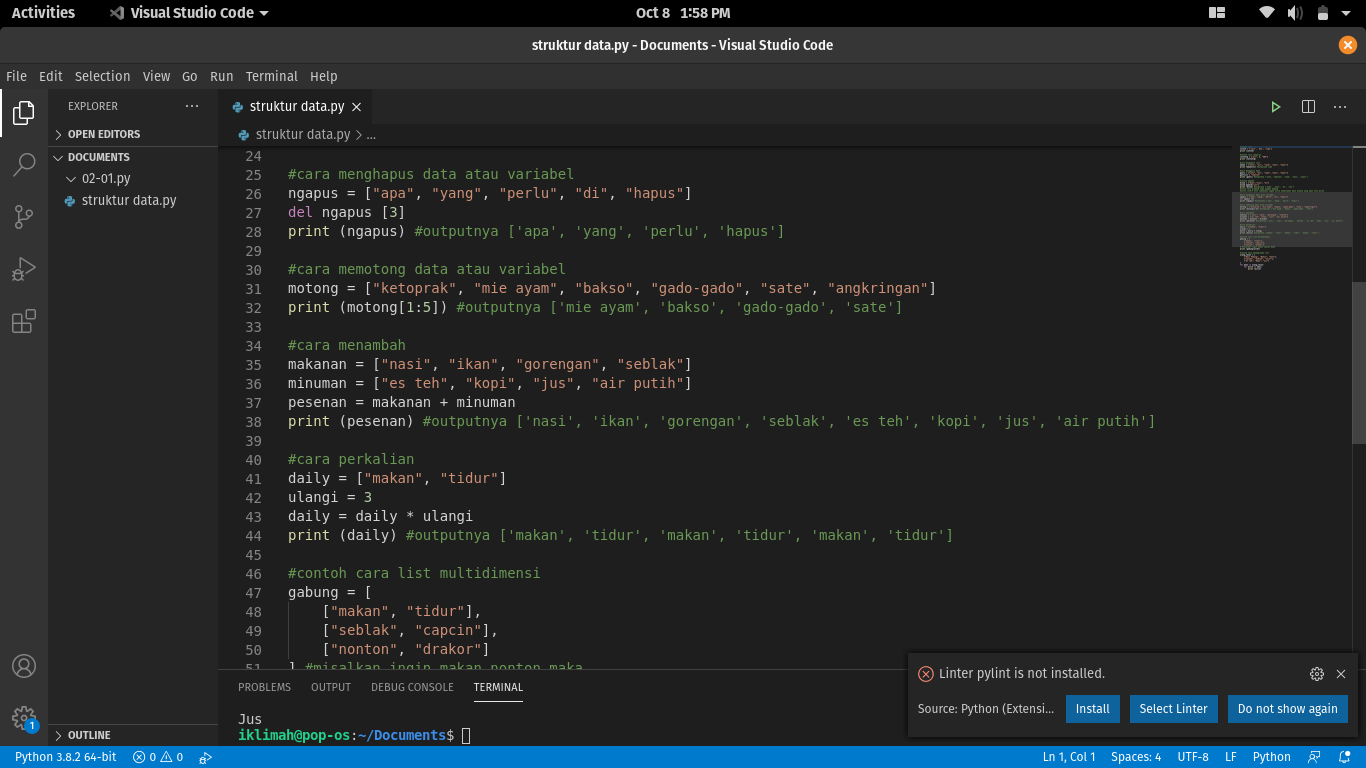 Activities Visual Studio Code Oct 8 1:58 PM
struktur data.py - Documents - Visual Studio Code
File Edit Selection View Go Run Terminal Help
EXPLORER
OPEN EDITORS
DOCUMENTS
02-01.py
struktur data.py
OUTLINE
struktur data.py
struktur data.py > ...
24
25 #cara menghapus data atau variabel
26 ngapus = ["apa", "yang", "perlu", "di", "hapus"]
27 del ngapus [3]
28 print (ngapus) #outputnya ['apa', 'yang', 'perlu', 'hapus']
29
30 #cara memotong data atau variabel
31 motong = ["ketoprak", "mie ayam", "bakso", "gado-gado", "sate", "angkringan"]
32 print (motong[1:5]) #outputnya ['mie ayam', 'bakso', 'gado-gado', 'sate']
33
34 #cara menambah
35 makanan = ["nasi", "ikan", "gorengan", "seblak"]
36 minuman = ["es teh", "kopi", "jus", "air putih"]
37 pesenan = makanan + minuman
38 print (pesenan) #outputnya ['nasi', 'ikan', 'gorengan', 'seblak', 'es teh', 'kopi', 'jus', 'air putih']
39
40 #cara perkalian
41 daily = ["makan", "tidur"]
42 ulangi = 3
43 daily = daily * ulangi
44 print (daily) #outputnya ['makan', 'tidur', 'makan', 'tidur', 'makan', 'tidur']
45
46 #contoh cara list multidimensi
47 gabung = [
48 ["makan", "tidur"],
49 ["seblak", "capcin"],
50 ["nonton", "drakor"]
51 ] #misalkan ingin makan nonton maka
PROBLEMS OUTPUT DEBUG CONSOLE TERMINAL
Jus
iklimah@pop-os:~/Documents$
Linter pylint is not installed.
Source: Python (Extensi... Install Select Linter Do not show again
1
Python 3.8.2 64-bit 0 0 Ln 1, Col 1 Spaces: 4 UTF-8 LF Python